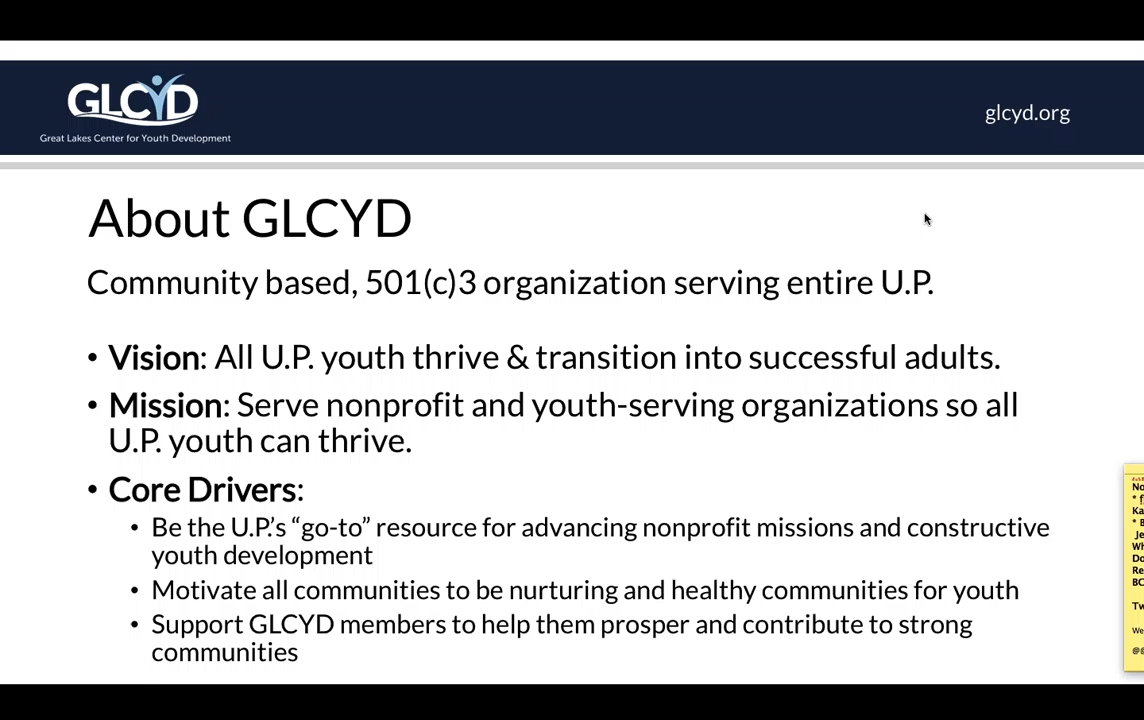 GLCYD
Great Lakes Center for Youth Development
glcyd.org
About GLCYD
Community based, 501(c)3 organization serving entire U.P.
• Vision: All U.P. youth thrive & transition into successful adults.
• Mission: Serve nonprofit and youth-serving organizations so all
U.P. youth can thrive.
• Core Drivers:
• Be the U.P.'s “go-to” resource for advancing nonprofit missions and constructive
youth development
• Motivate all communities to be nurturing and healthy communities for youth
• Support GLCYD members to help them prosper and contribute to strong
communities